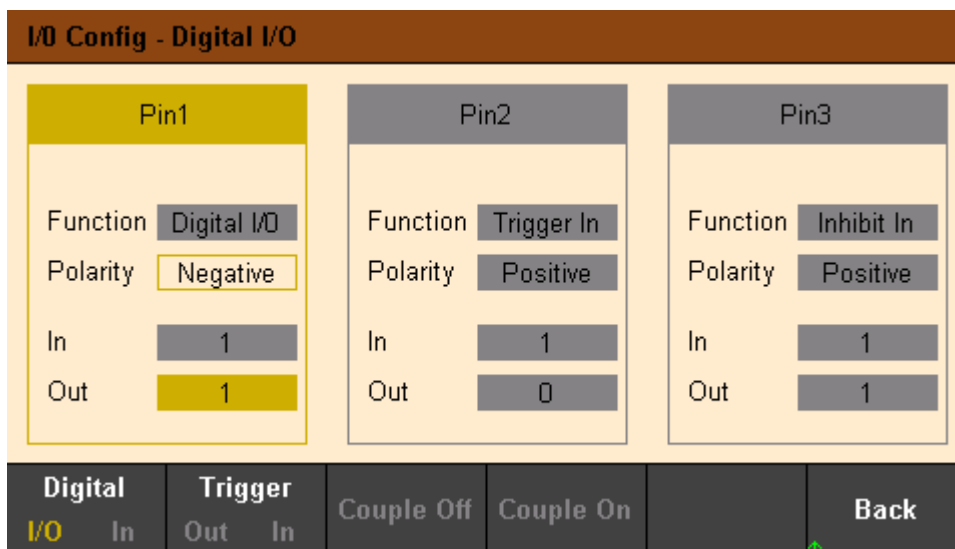 I/O Config - Digital I/O
Pin1 Pin2 Pin3
Function Digital I/O Function Trigger In Function Inhibit In
Polarity Negative Polarity Positive Polarity Positive
In 1 In 1 In 1
Out 1 Out 0 Out 1
Digital Trigger Couple Off Couple On Back
I/O In Out In